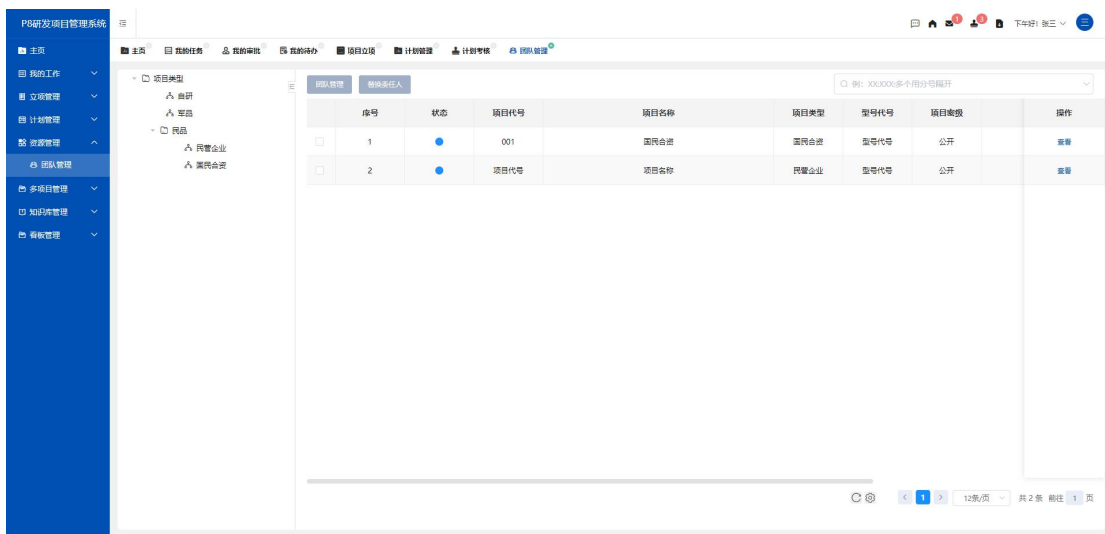 P8研发项目管理系统
1
3
下午好! 张三
三
主页
我的工作
立项管理
计划管理
资源管理
团队管理
多项目管理
知识库管理
看板管理
主页 我的任务 我的审批 我的待办 项目立项 计划管理 计划考核 团队管理
项目类型
自研
军品
民品
民营企业
国民合资
团队管理 替换责任人 例: XX;XXX;多个用分号隔开
序号 状态 项目代号 项目名称 项目类型 型号代号 项目密级 操作
1 001 国民合资 国民合资 型号代号 公开 查看
2 项目代号 项目名称 民营企业 型号代号 公开 查看
< 1 > 12条/页 共 2 条 前往 1 页